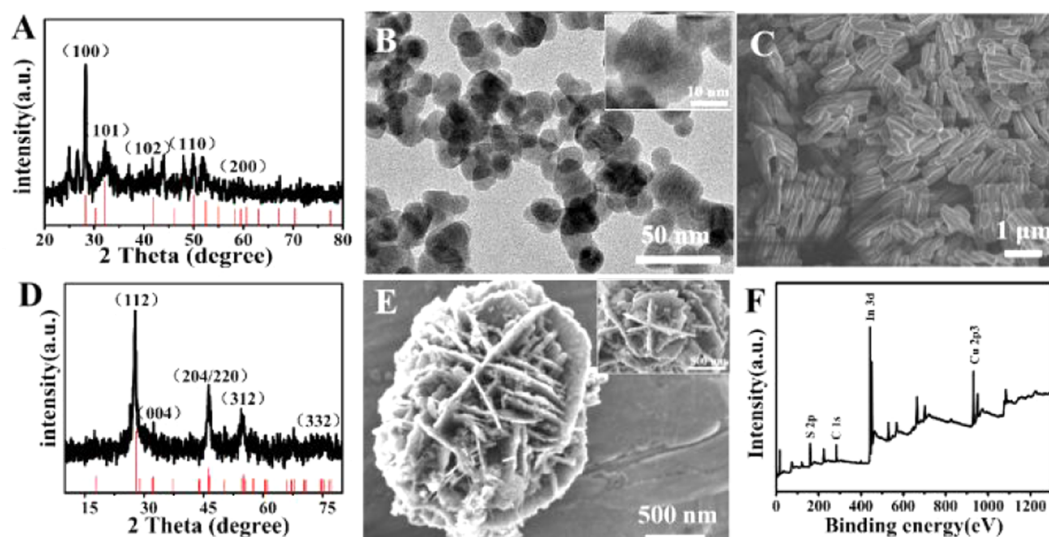 A
(100)
(101)
(102)
(110)
(200)
intensity(a.u.)
20 30 40 50 60 70 80
2 Theta (degree)
B
10 nm
50 nm
C
1 μm
D
(112)
(004)
(204/220)
(312)
(332)
intensity(a.u.)
15 30 45 60 75
2 Theta (degree)
E
500 nm
500 nm
F
In 3d
Cu 2p3
S 2p
C 1s
Intensity(a.u.)
0 200 400 600 800 1000 1200
Binding energy(eV)